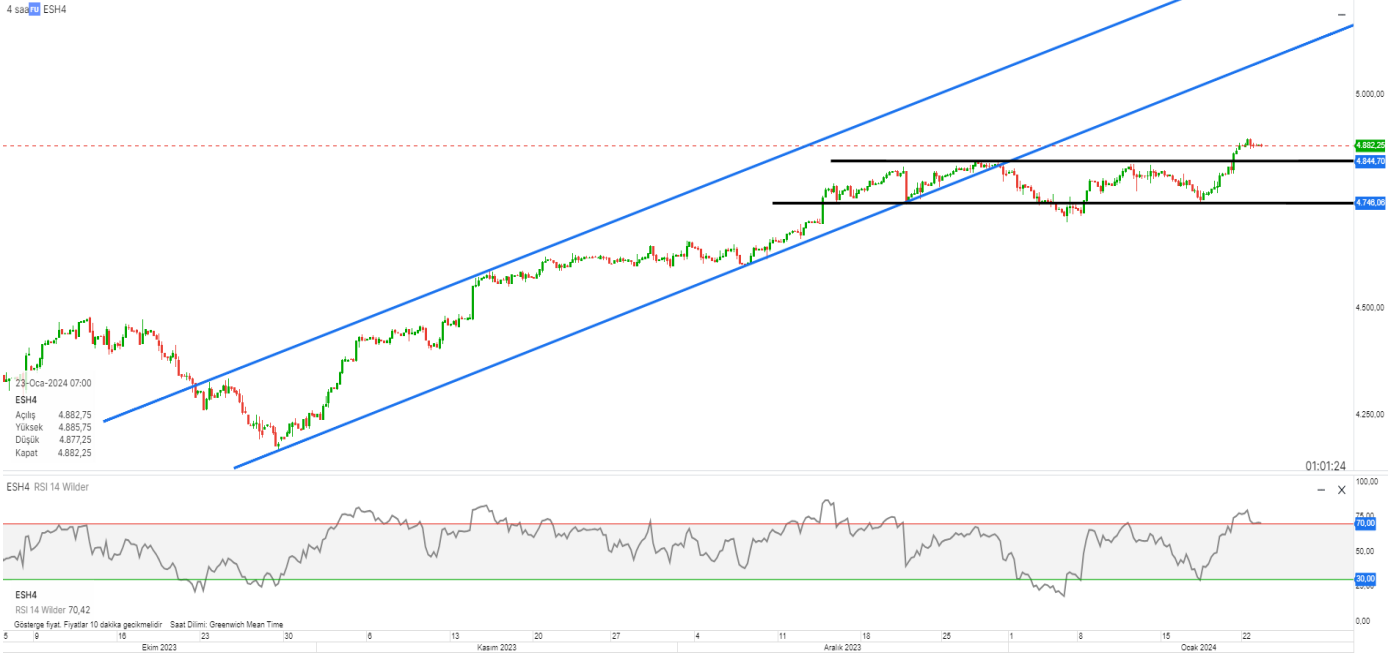 4 saa FU ESH4
5.000,00
4.882,25
4.844,70
4.746,06
4.500,00
4.250,00
23-Oca-2024 07:00
ESH4
Açılış 4.882,75
Yüksek 4.885,75
Düşük 4.877,25
Kapat 4.882,25
01:01:24
ESH4 RSI 14 Wilder
100,00
75,00
70,00
50,00
30,00
25,00
0,00
ESH4
RSI 14 Wilder 70,42
Gösterge fiyat. Fiyatlar 10 dakika gecikmelidir Saat Dilimi: Greenwich Mean Time
5 9 16 23 30 6 13 20 27 4 11 18 25 1 8 15 22
Ekim 2023 Kasım 2023 Aralık 2023 Ocak 2024